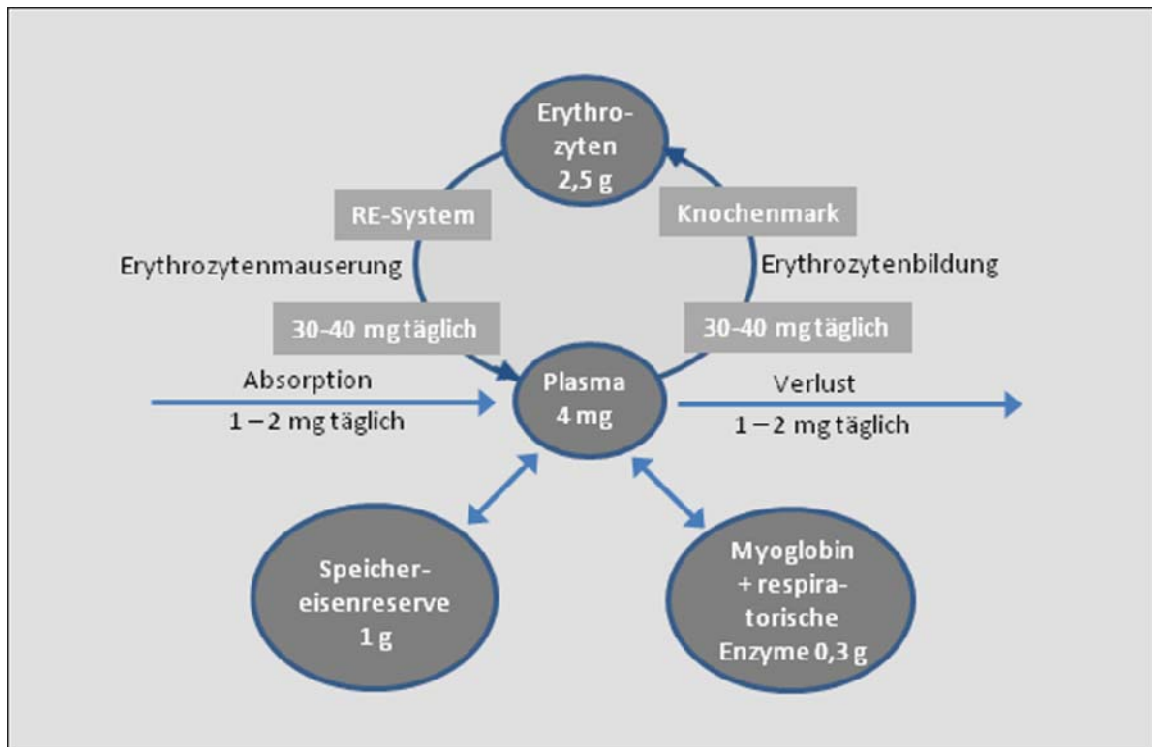 Erythro-
zyten
2,5 g
RE-System
Knochenmark
Erythrozytenmauserung
Erythrozytenbildung
30-40 mg täglich
30-40 mg täglich
Absorption
1 – 2 mg täglich
Plasma
4 mg
Verlust
1 – 2 mg täglich
Speicher-
eisenreserve
1 g
Myoglobin
+ respira-
torische
Enzyme 0,3 g